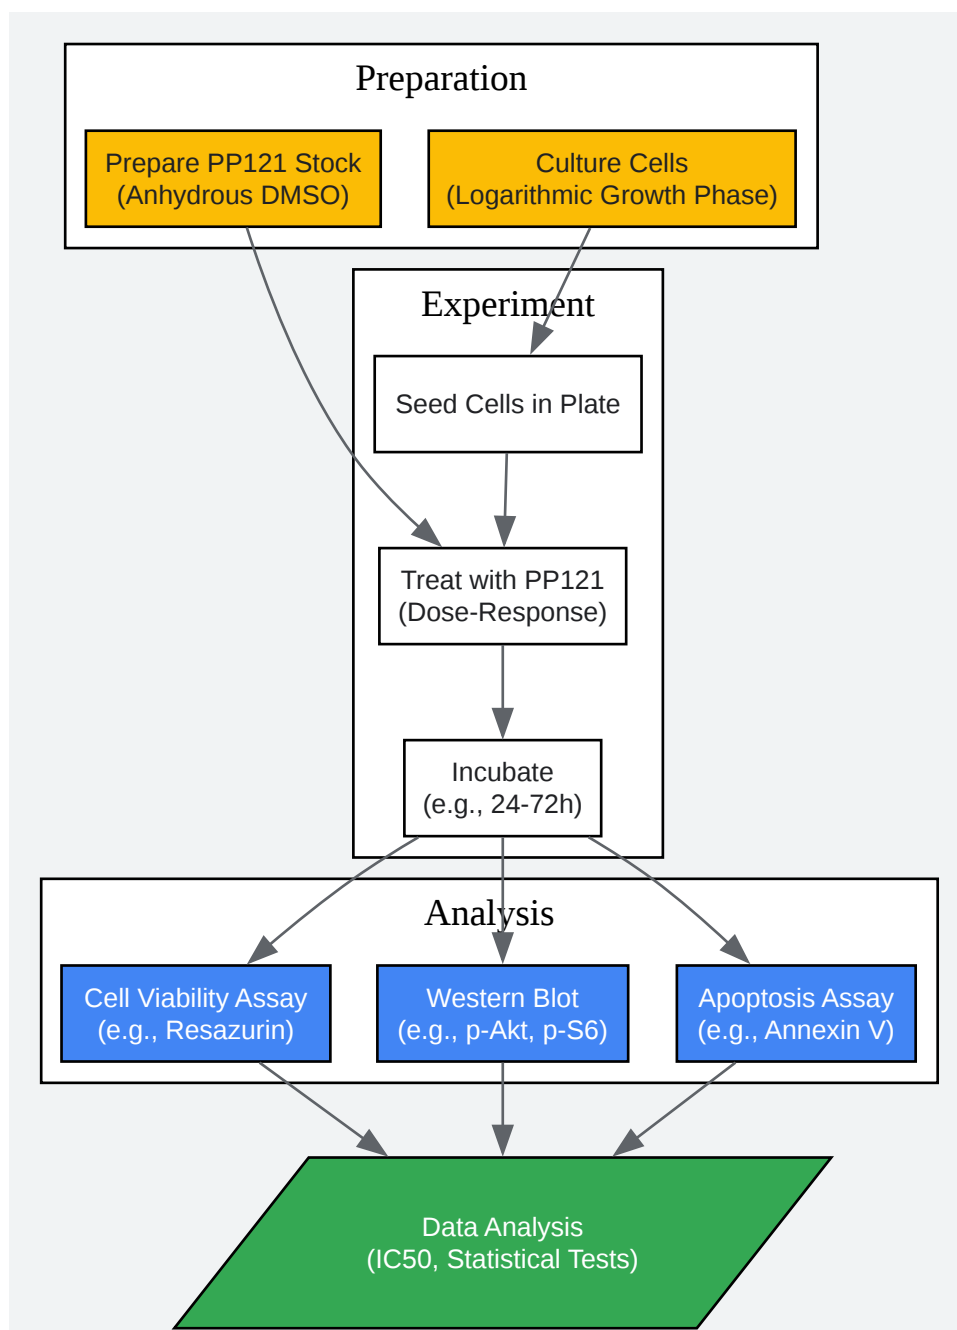 Preparation
Prepare PP121 Stock
(Anhydrous DMSO)
Culture Cells
(Logarithmic Growth Phase)
Experiment
Seed Cells in Plate
Treat with PP121
(Dose-Response)
Incubate
(e.g., 24-72h)
Analysis
Cell Viability Assay
(e.g., Resazurin)
Western Blot
(e.g., p-Akt, p-S6)
Apoptosis Assay
(e.g., Annexin V)
Data Analysis
(IC50, Statistical Tests)